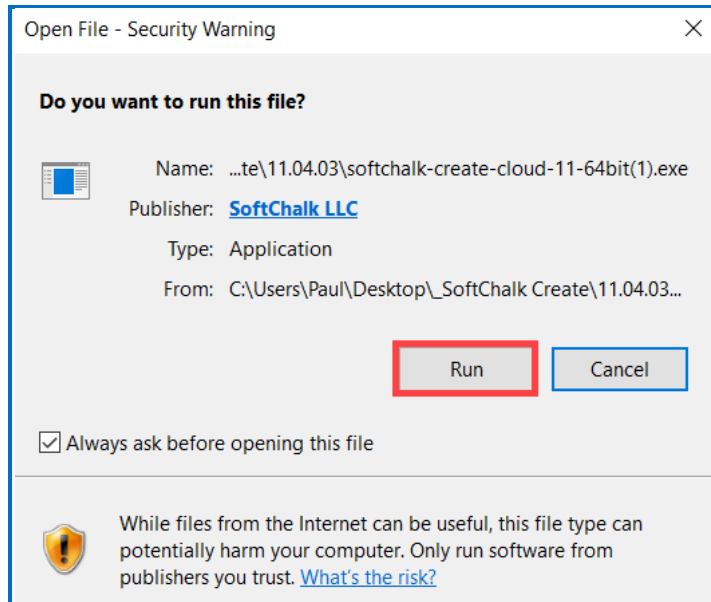 Open File - Security Warning
Do you want to run this file?
Name: ...te\11.04.03\softchalk-create-cloud-11-64bit(1).exe
Publisher: SoftChalk LLC
Type: Application
From: C:\Users\Paul\Desktop\_SoftChalk Create\11.04.03...
Run Cancel
Always ask before opening this file
While files from the Internet can be useful, this file type can
potentially harm your computer. Only run software from
publishers you trust. What's the risk?